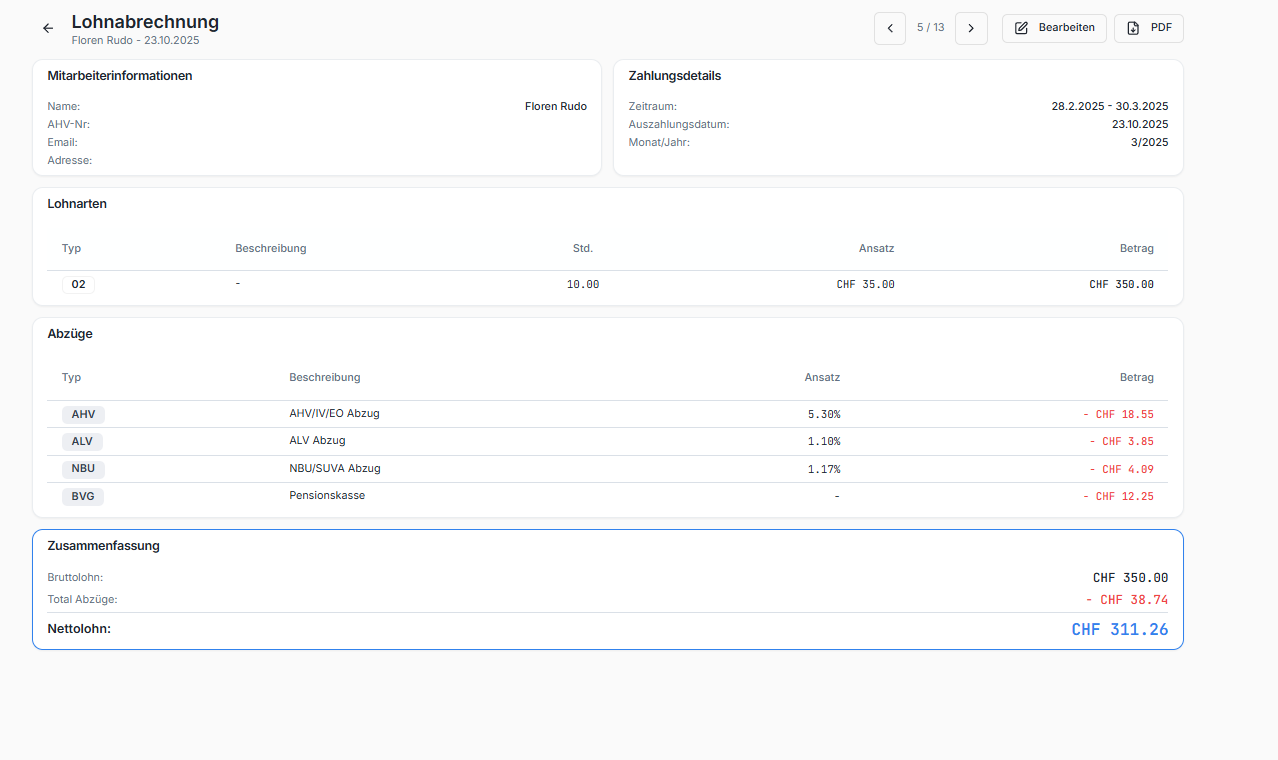 Lohnabrechnung
Floren Rudo - 23.10.2025
5 / 13
Bearbeiten
PDF
Mitarbeiterinformationen
Name: Floren Rudo
AHV-Nr:
Email:
Adresse:
Zahlungsdetails
Zeitraum: 28.2.2025 - 30.3.2025
Auszahlungsdatum: 23.10.2025
Monat/Jahr: 3/2025
Lohnarten
Typ Beschreibung Std. Ansatz Betrag
02 - 10.00 CHF 35.00 CHF 350.00
Abzüge
Typ Beschreibung Ansatz Betrag
AHV AHV/IV/EO Abzug 5.30% - CHF 18.55
ALV ALV Abzug 1.10% - CHF 3.85
NBU NBU/SUVA Abzug 1.17% - CHF 4.09
BVG Pensionskasse - - CHF 12.25
Zusammenfassung
Bruttolohn: CHF 350.00
Total Abzüge: - CHF 38.74
Nettolohn: CHF 311.26